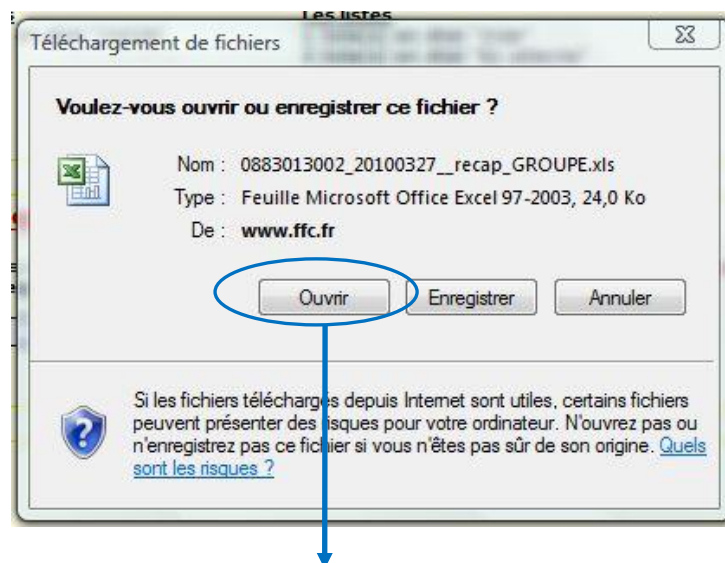 Les listes
Téléchargement de fichiers
Voulez-vous ouvrir ou enregistrer ce fichier ?
Nom : 0883013002_20100327__recap_GROUPE.xls
Type : Feuille Microsoft Office Excel 97-2003, 24,0 Ko
De : www.ffc.fr
Ouvrir Enregistrer Annuler
Si les fichiers téléchargés depuis Internet sont utiles, certains fichiers
peuvent présenter des risques pour votre ordinateur. N'ouvrez pas ou
n'enregistrez pas ce fichier si vous n'êtes pas sûr de son origine. Quels
sont les risques ?